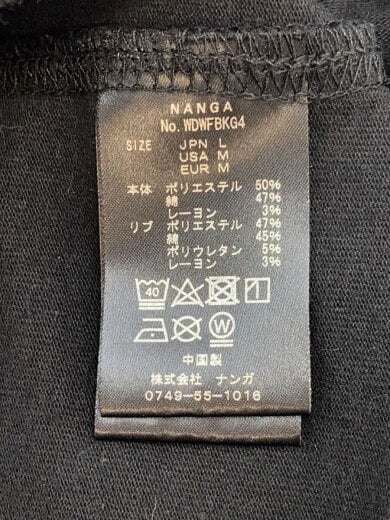 NANGA
No.WDWFBKG4
SIZE JPN L
USA M
EUR M
本体 ポリエステル 50%
綿 47%
レーヨン 3%
リブ ポリエステル 47%
綿 45%
ポリウレタン 5%
レーヨン 3%
40
W
中国製
株式会社 ナンガ
0749-55-1016